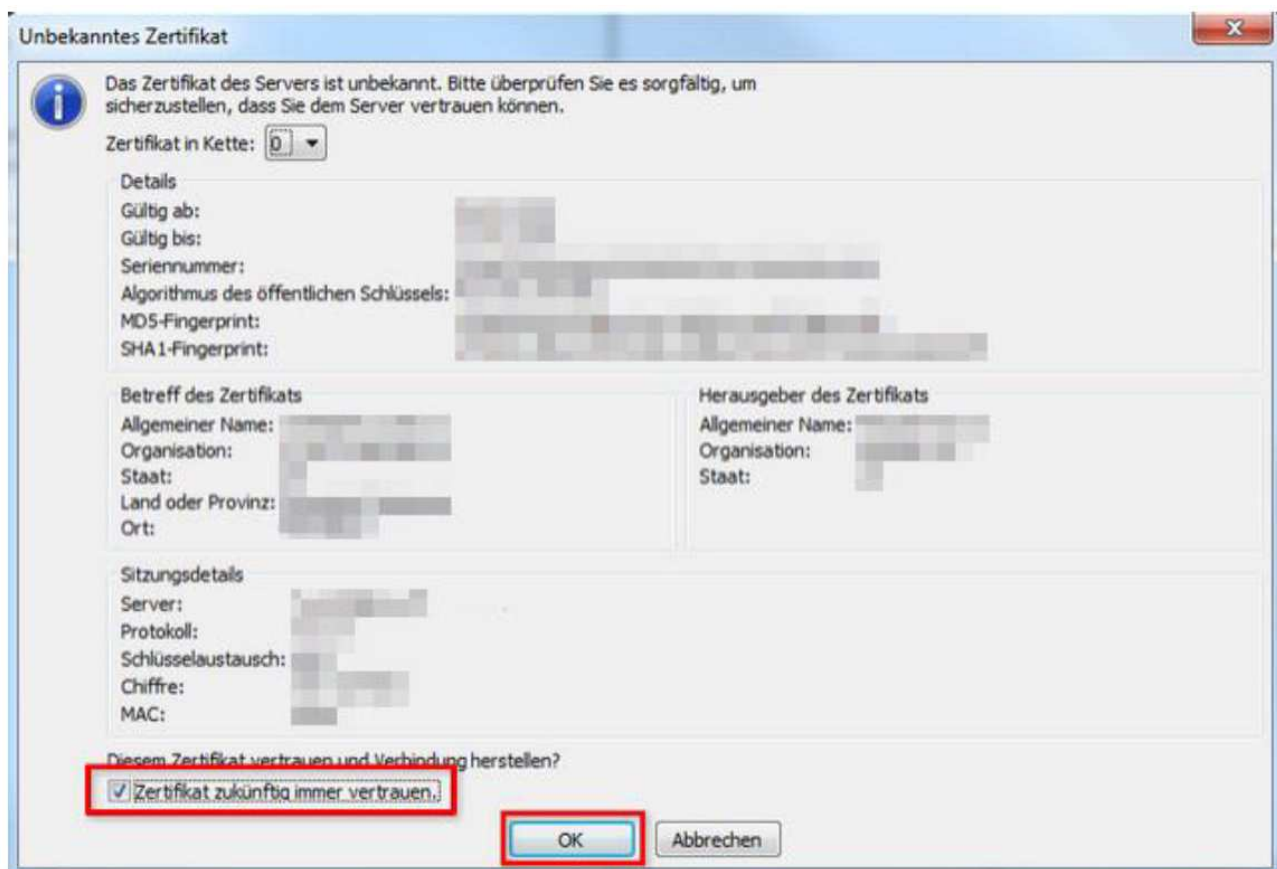 Unbekanntes Zertifikat
Das Zertifikat des Servers ist unbekannt. Bitte überprüfen Sie es sorgfältig, um
sicherzustellen, dass Sie dem Server vertrauen können.
Zertifikat in Kette: 0
Details
Gültig ab:
Gültig bis:
Seriennummer:
Algorithmus des öffentlichen Schlüssels:
MD5-Fingerprint:
SHA1-Fingerprint:
Betreff des Zertifikats
Allgemeiner Name:
Organisation:
Staat:
Land oder Provinz:
Ort:
Herausgeber des Zertifikats
Allgemeiner Name:
Organisation:
Staat:
Sitzungsdetails
Server:
Protokoll:
Schlüsselaustausch:
Chiffre:
MAC:
Diesem Zertifikat vertrauen und Verbindung herstellen?
Zertifikat zukünftig immer vertrauen.
OK
Abbrechen